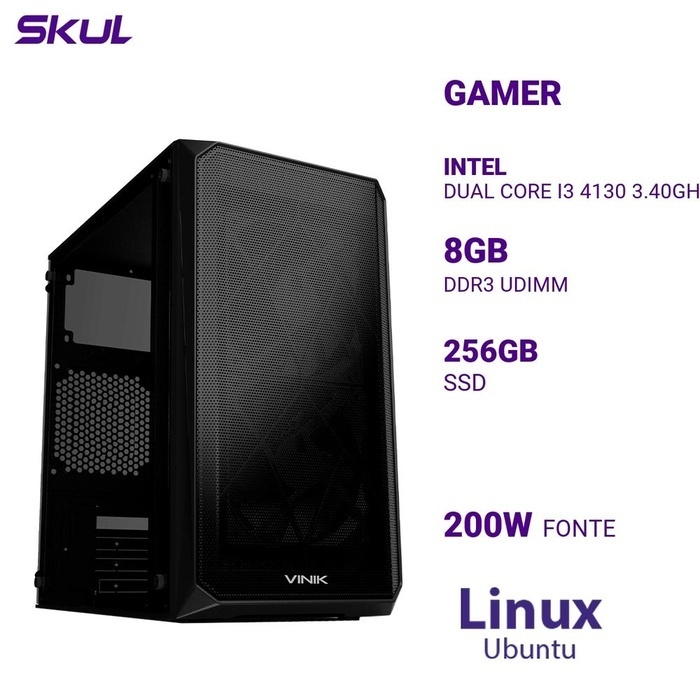 SKUL
GAMER
INTEL
DUAL CORE I3 4130 3.40GH
8GB
DDR3 UDIMM
256GB
SSD
200W FONTE
VINIK
Linux
Ubuntu